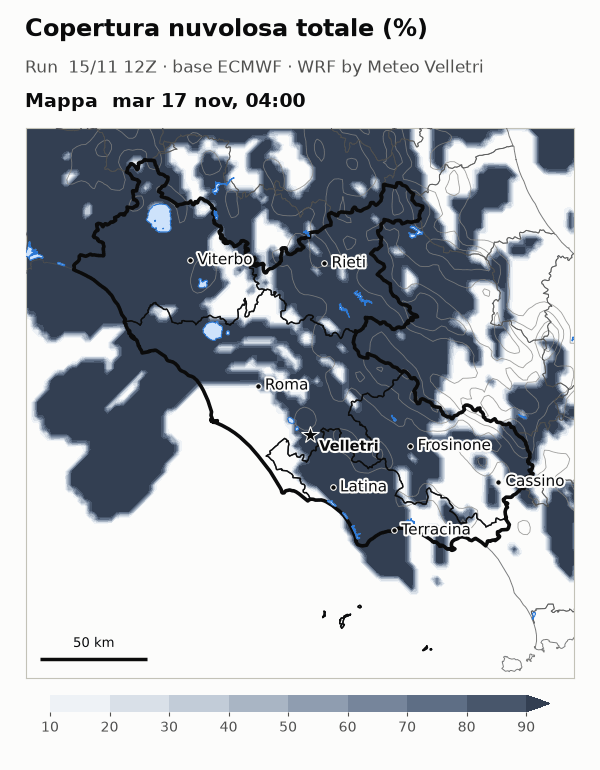 Copertura nuvolosa totale (%)
Run  15/11 12Z · base ECMWF · WRF by Meteo Velletri
Mappa  mar 17 nov, 04:00
Viterbo
Rieti
Roma
Velletri
Frosinone
Latina
Cassino
Terracina
50 km
10 20 30 40 50 60 70 80 90